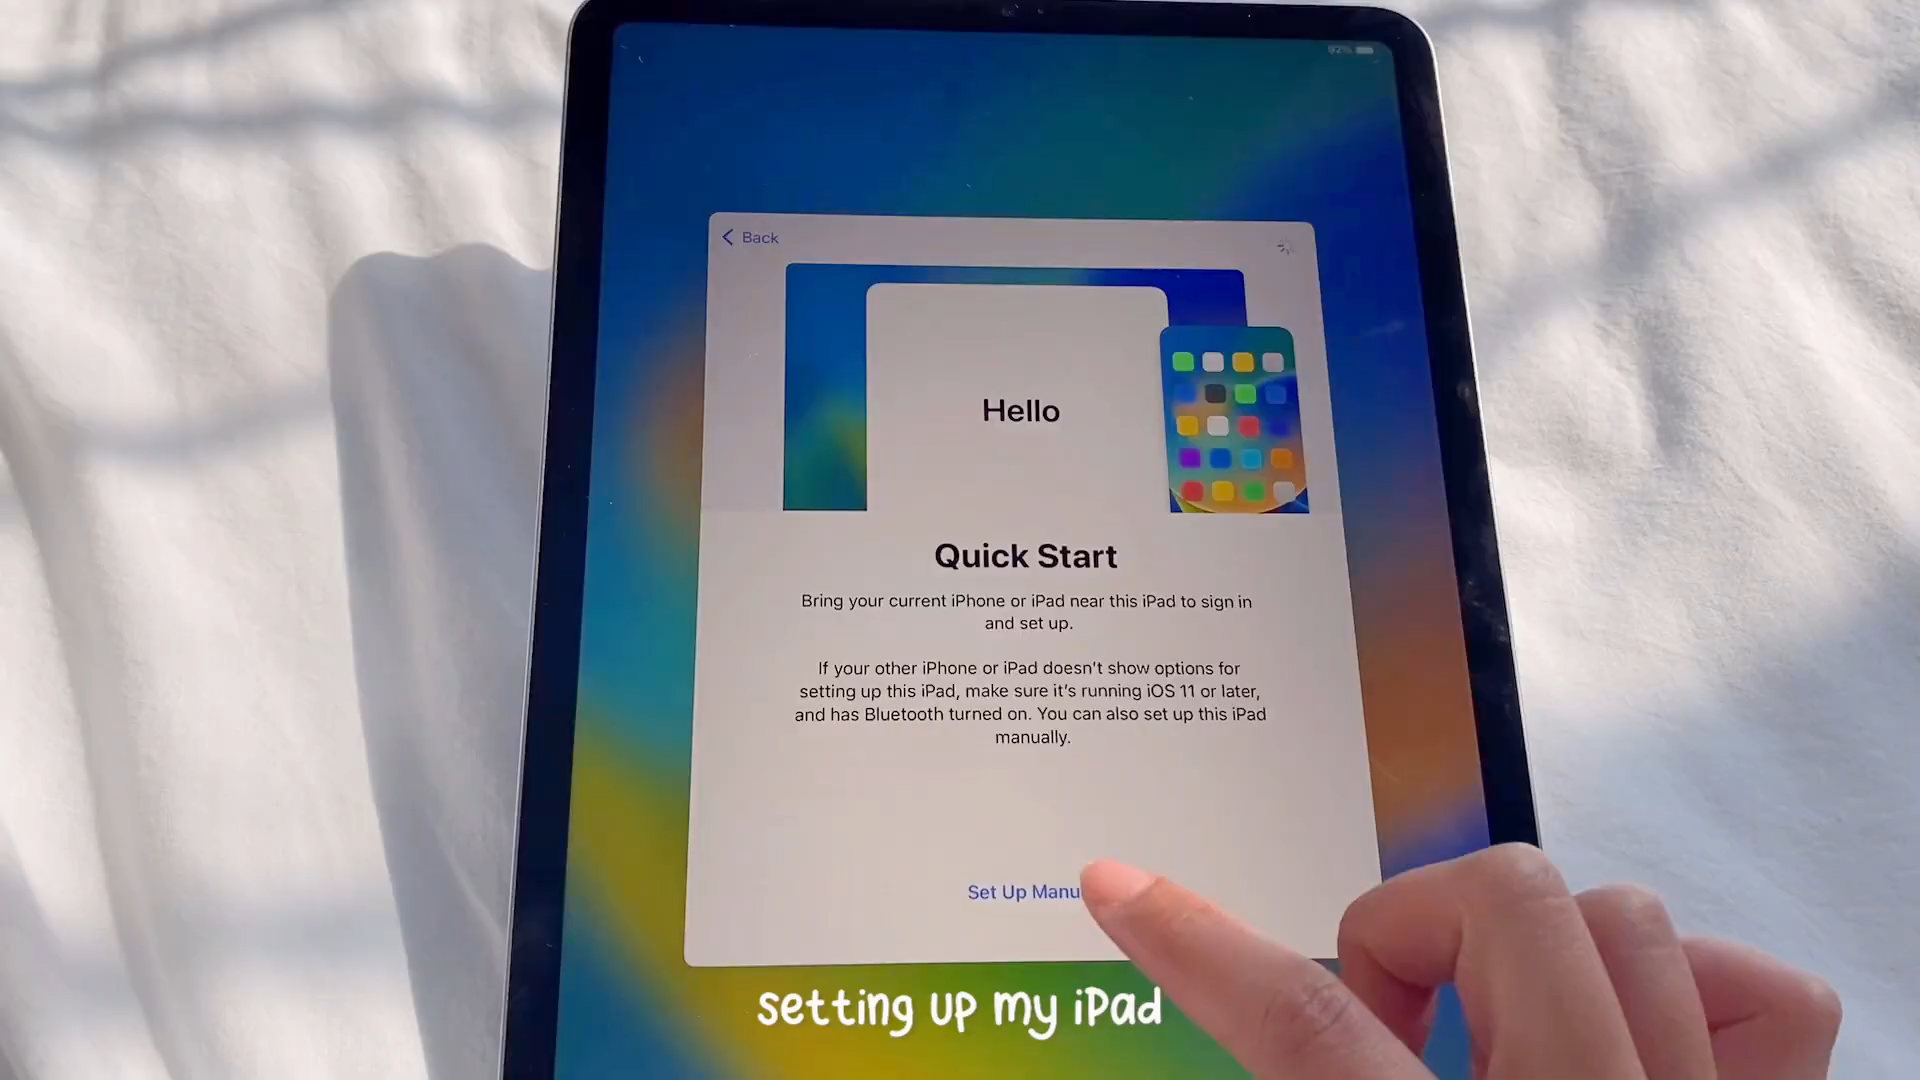 92%
Back
Hello
Quick Start
Bring your current iPhone or iPad near this iPad to sign in
and set up.
If your other iPhone or iPad doesn't show options for
setting up this iPad, make sure it's running iOS 11 or later,
and has Bluetooth turned on. You can also set up this iPad
manually.
Set Up Manu
setting up my iPad